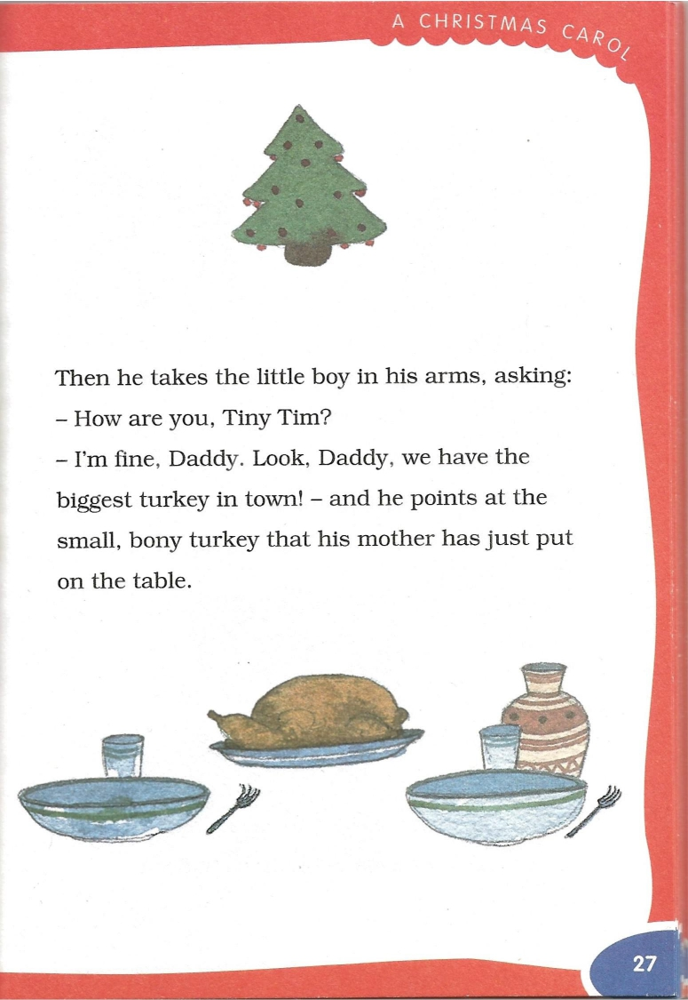 A CHRISTMAS CAROL
Then he takes the little boy in his arms, asking:
– How are you, Tiny Tim?
– I'm fine, Daddy. Look, Daddy, we have the
biggest turkey in town! – and he points at the
small, bony turkey that his mother has just put
on the table.
27